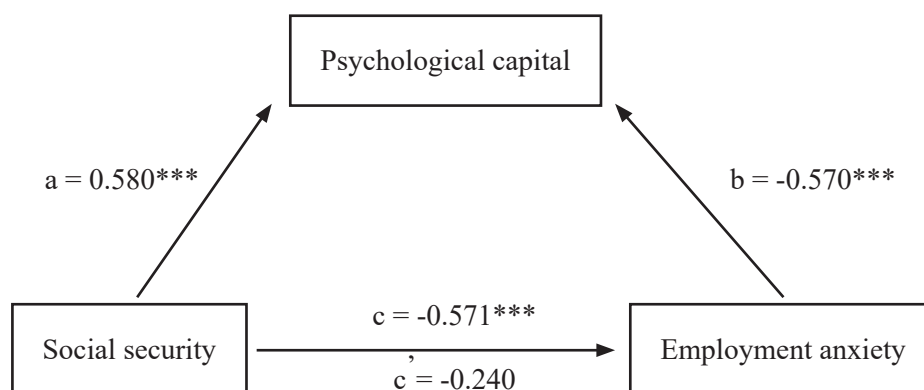 Psychological capital
a = 0.580***
b = -0.570***
c = -0.571***
Social security
Employment anxiety
c’ = -0.240